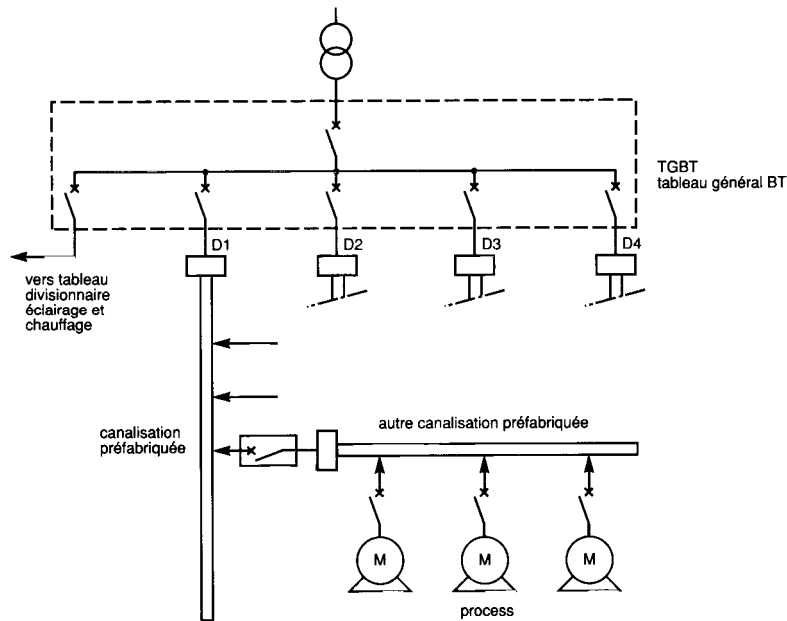 TGBT
tableau général BT
D1
D2
D3
D4
vers tableau
divisionnaire
éclairage et
chauffage
canalisation
préfabriquée
autre canalisation préfabriquée
M
M
M
process